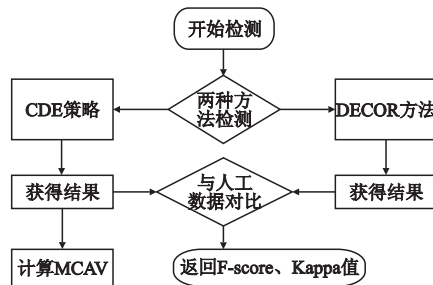 开始检测
CDE策略
两种方
法检测
DECOR方法
获得结果
与人工
数据对比
获得结果
计算MCAV
返回F-score、Kappa值